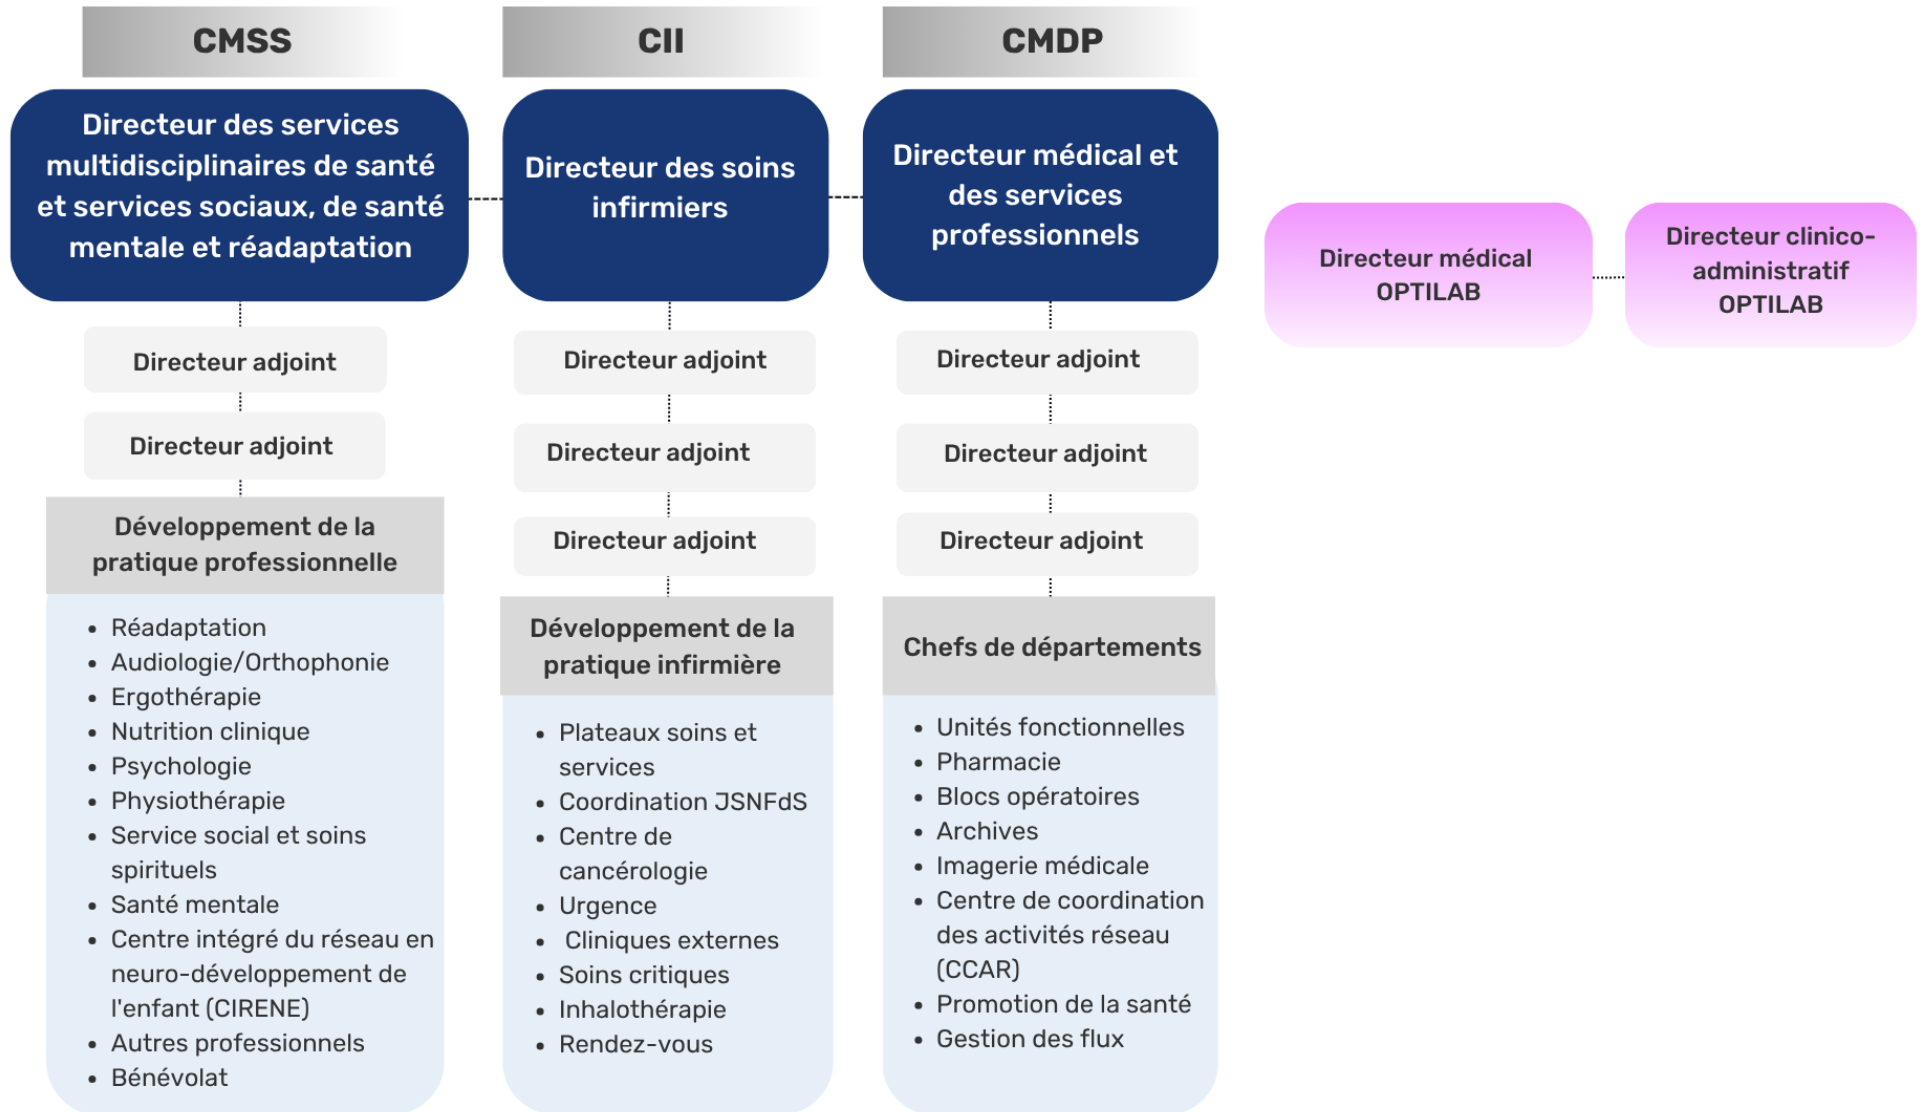 CMSS
Directeur des services
multidisciplinaires de santé
et services sociaux, de santé
mentale et réadaptation
Directeur adjoint
Directeur adjoint
Développement de la
pratique professionnelle
• Réadaptation
• Audiologie/Orthophonie
• Ergothérapie
• Nutrition clinique
• Psychologie
• Physiothérapie
• Service social et soins
spirituels
• Santé mentale
• Centre intégré du réseau en
neuro-développement de
l'enfant (CIRENE)
• Autres professionnels
• Bénévolat
CII
Directeur des soins
infirmiers
Directeur adjoint
Directeur adjoint
Directeur adjoint
Développement de la
pratique infirmière
• Plateaux soins et
services
• Coordination JSNFdS
• Centre de
cancérologie
• Urgence
• Cliniques externes
• Soins critiques
• Inhalothérapie
• Rendez-vous
CMDP
Directeur médical et
des services
professionnels
Directeur adjoint
Directeur adjoint
Directeur adjoint
Chefs de départements
• Unités fonctionnelles
• Pharmacie
• Blocs opératoires
• Archives
• Imagerie médicale
• Centre de coordination
des activités réseau
(CCAR)
• Promotion de la santé
• Gestion des flux
Directeur médical
OPTILAB
Directeur clinico-
administratif
OPTILAB